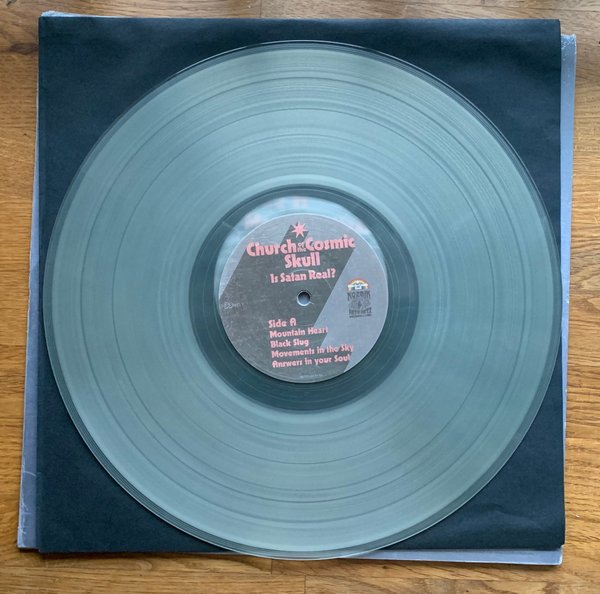 Church of the Cosmic
Skull
Is Satan Real?
Side A
Mountain Heart
Black Slug
Movements in the Sky
Answers in your Soul